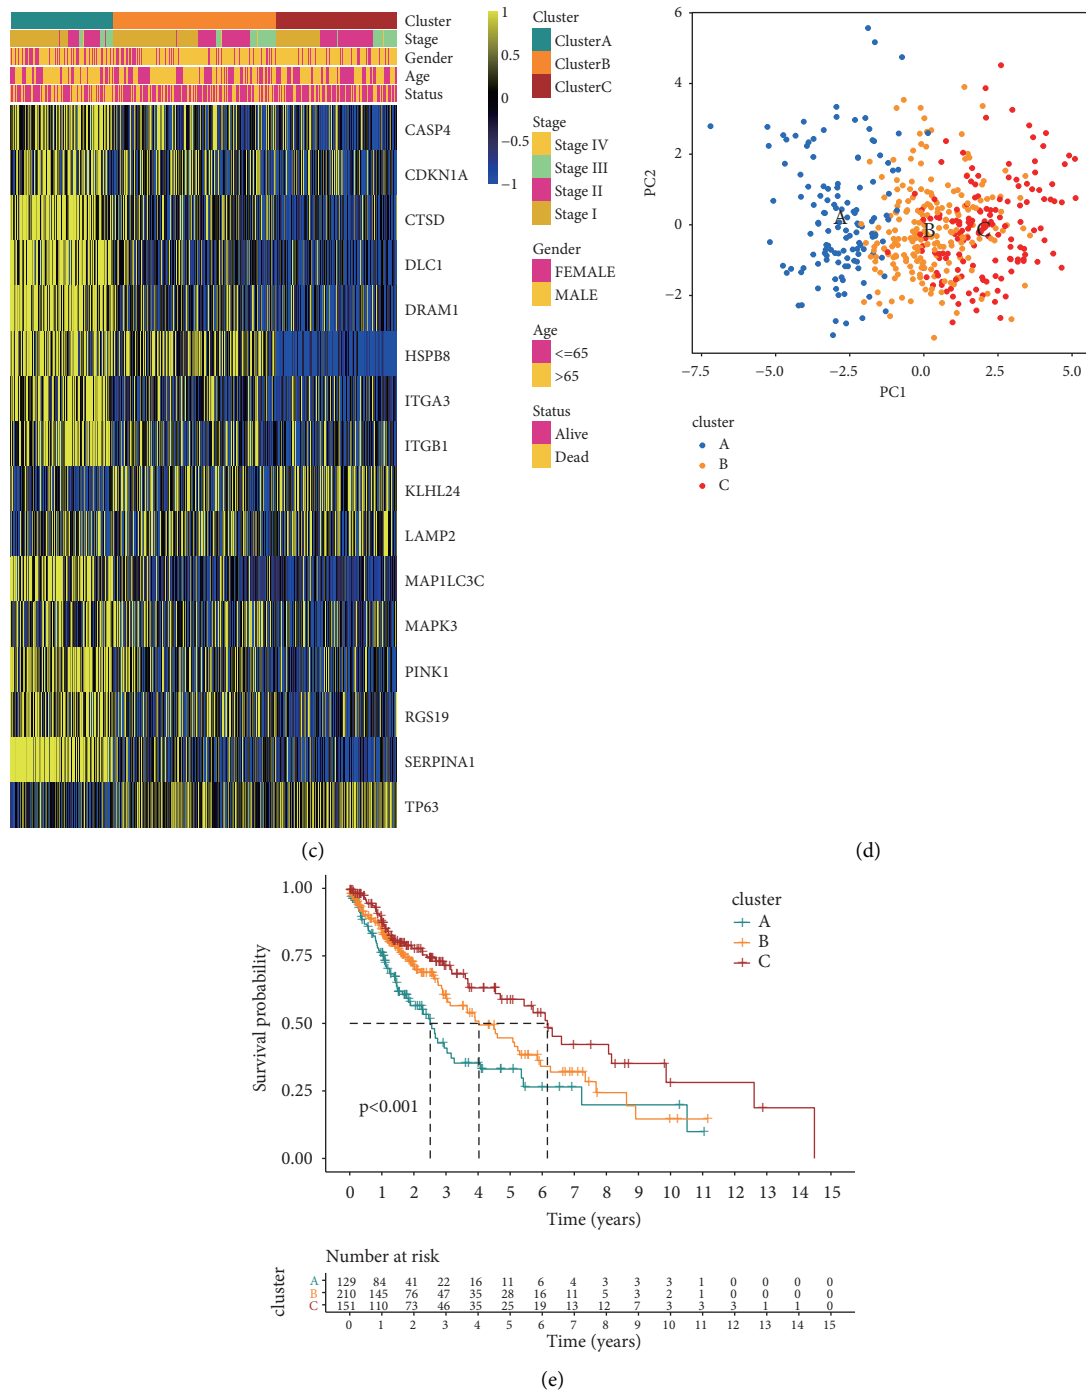 Cluster
Stage
Gender
Age
Status
CASP4
CDKN1A
CTSD
DLC1
DRAM1
HSPB8
ITGA3
ITGB1
KLHL24
LAMP2
MAP1LC3C
MAPK3
PINK1
RGS19
SERPINA1
TP63
1
0.5
0
−0.5
−1
Cluster
ClusterA
ClusterB
ClusterC
Stage
Stage IV
Stage III
Stage II
Stage I
Gender
FEMALE
MALE
Age
<=65
>65
Status
Alive
Dead
(c)
6
4
2
0
−2
PC2
A
B
C
−7.5 −5.0 −2.5 0.0 2.5 5.0
PC1
cluster
A
B
C
(d)
1.00
0.75
0.50
0.25
0.00
Survival probability
p<0.001
cluster
A
B
C
0 1 2 3 4 5 6 7 8 9 10 11 12 13 14 15
Time (years)
Number at risk
cluster
A 129 84 41 22 16 11 6 4 3 3 3 1 0 0 0 0
B 210 145 76 47 35 28 16 11 5 3 2 1 0 0 0 0
C 151 110 73 46 35 25 19 13 12 7 3 3 3 1 1 0
0 1 2 3 4 5 6 7 8 9 10 11 12 13 14 15
Time (years)
(e)